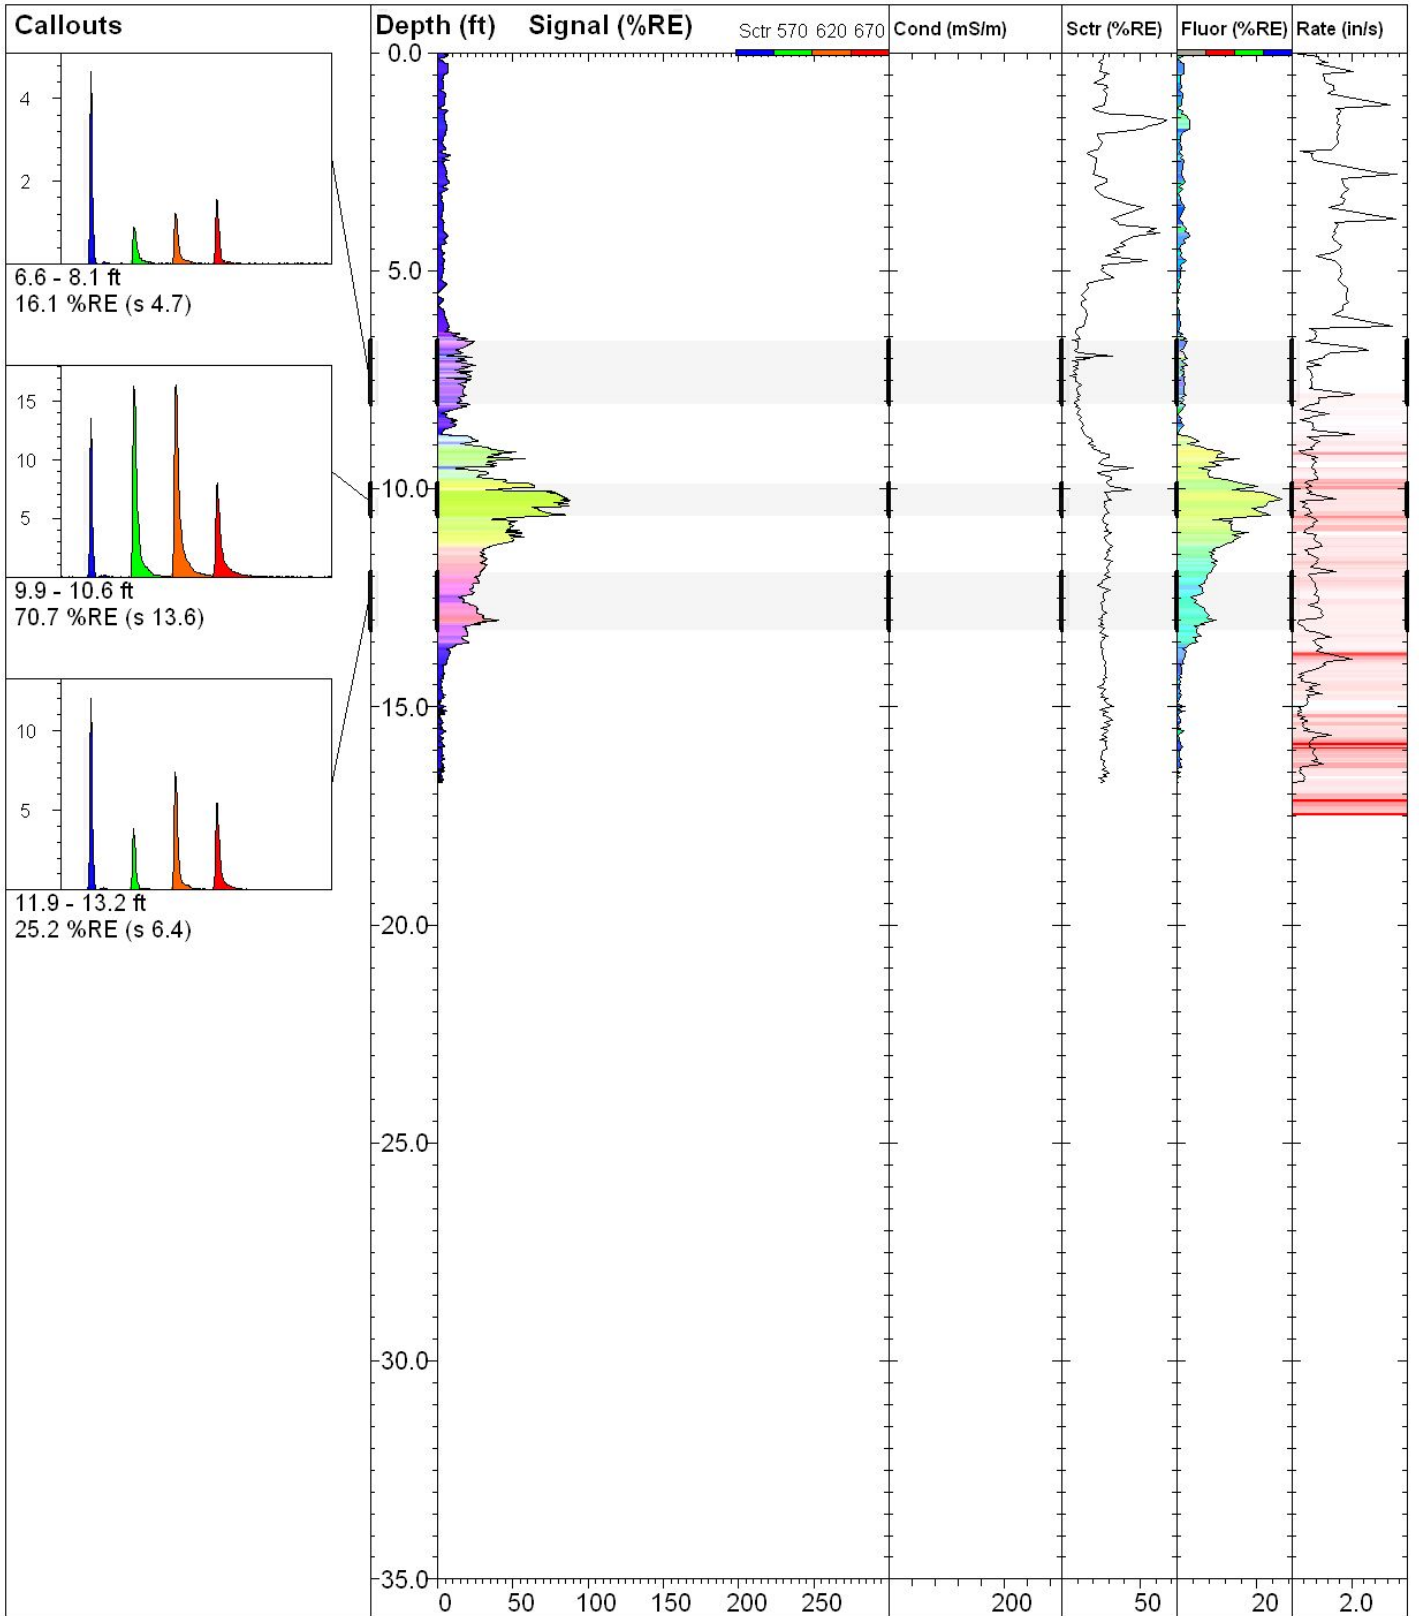 Callouts
Depth (ft) Signal (%RE) Sctr 570 620 670 Cond (mS/m) Sctr (%RE) Fluor (%RE) Rate (in/s)
4
2
6.6 - 8.1 ft
16.1 %RE (s 4.7)
15
10
5
9.9 - 10.6 ft
70.7 %RE (s 13.6)
10
5
11.9 - 13.2 ft
25.2 %RE (s 6.4)
0.0
5.0
10.0
15.0
20.0
25.0
30.0
35.0
0 50 100 150 200 250 200 50 20 2.0